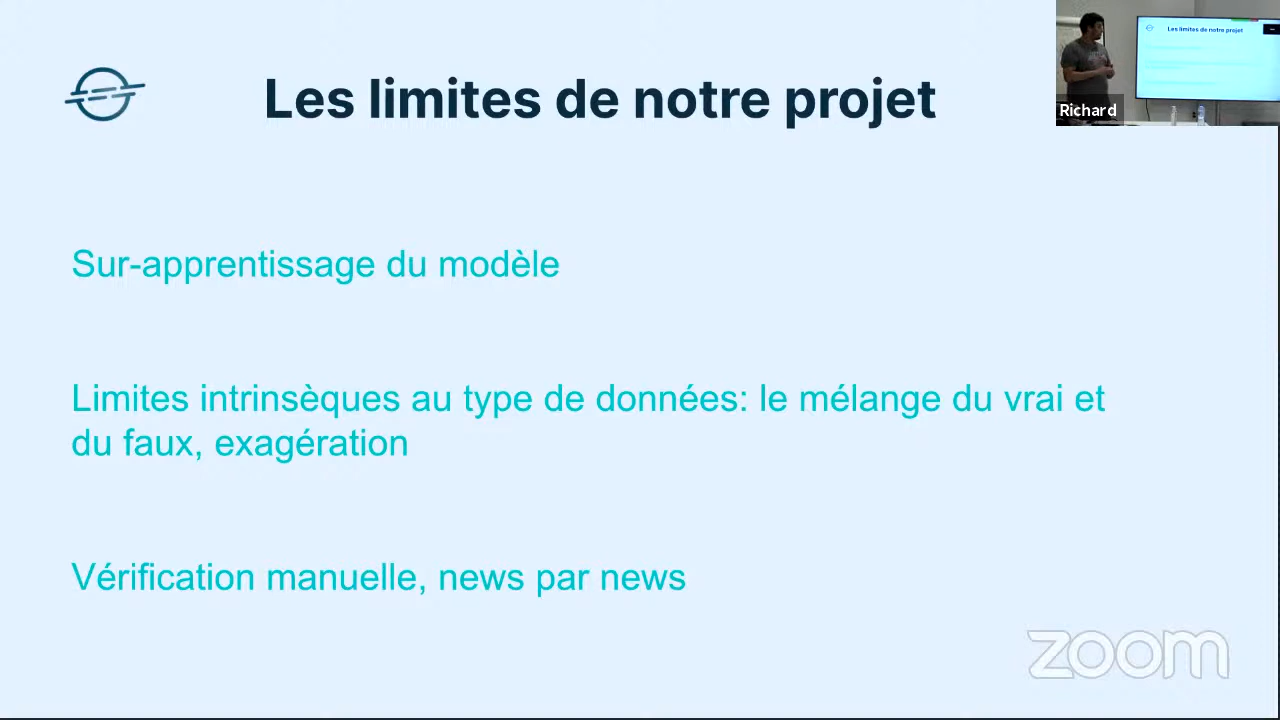 Les limites de notre projet
Les limites de notre projet
Richard
Sur-apprentissage du modèle
Limites intrinsèques au type de données: le mélange du vrai et
du faux, exagération
Vérification manuelle, news par news
zoom